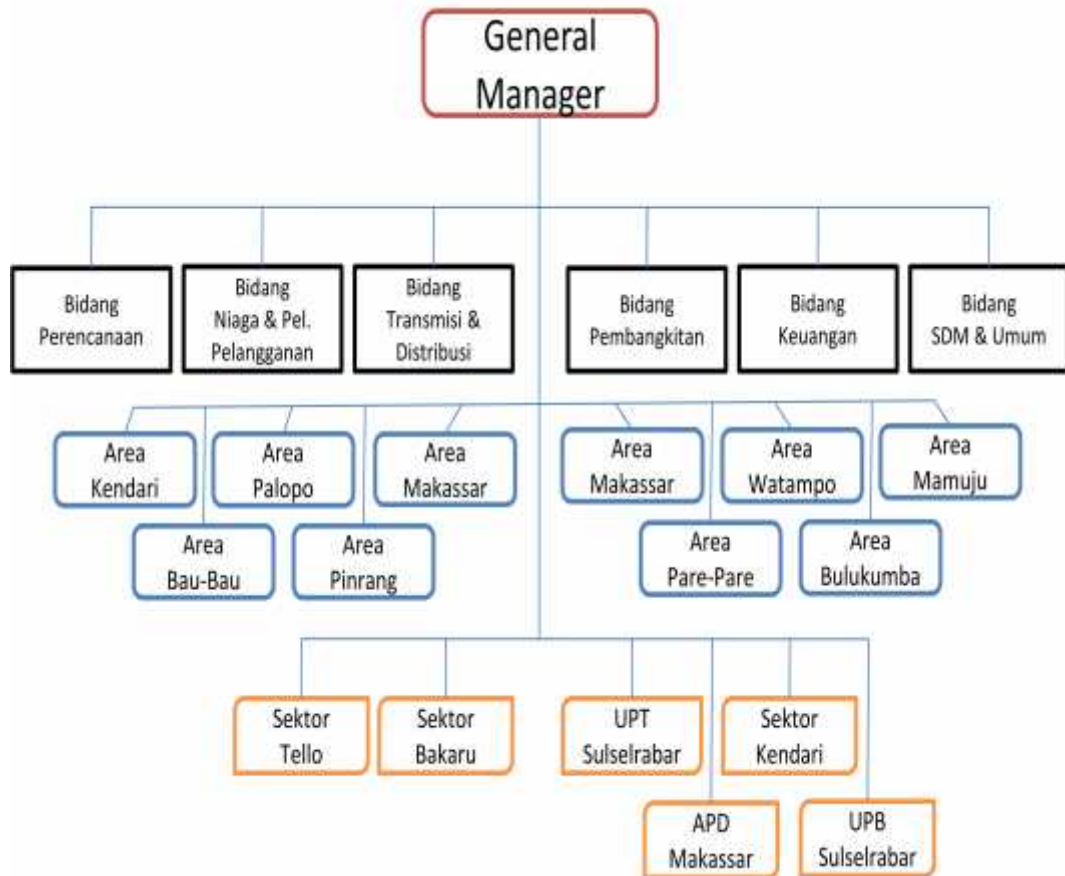 General
Manager
Bidang
Perencanaan
Bidang
Niaga & Pel.
Pelangganan
Bidang
Transmisi &
Distribusi
Bidang
Pembangkitan
Bidang
Keuangan
Bidang
SDM & Umum
Area
Kendari
Area
Palopo
Area
Makassar
Area
Makassar
Area
Watampo
Area
Mamuju
Area
Bau-Bau
Area
Pinrang
Area
Pare-Pare
Area
Bulukumba
Sektor
Tello
Sektor
Bakaru
UPT
Sulselrabar
Sektor
Kendari
APD
Makassar
UPB
Sulselrabar